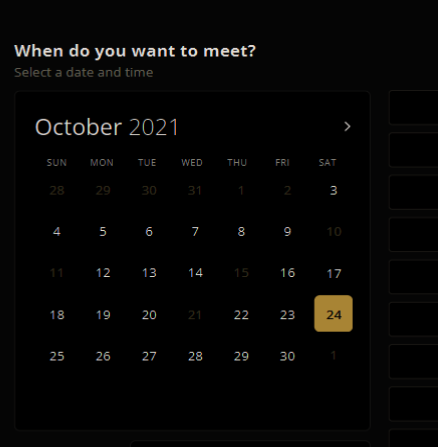 When do you want to meet?
Select a date and time
October 2021 >
SUN MON TUE WED THU FRI SAT
28 29 30 31 1 2 3
4 5 6 7 8 9 10
11 12 13 14 15 16 17
18 19 20 21 22 23 24
25 26 27 28 29 30 1